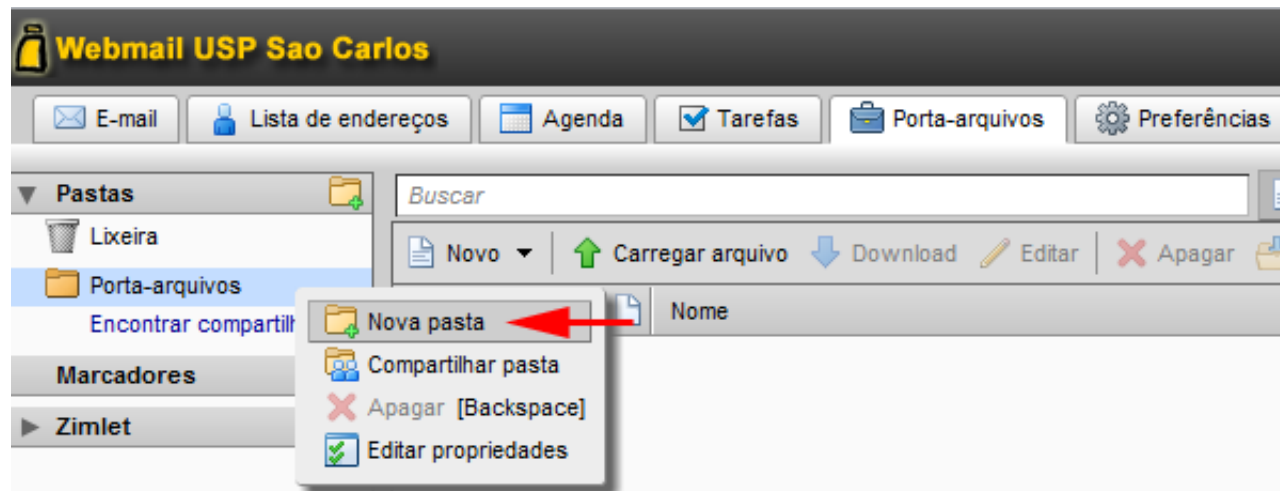 Webmail USP Sao Carlos
E-mail Lista de endereços Agenda Tarefas Porta-arquivos Preferências
Pastas
Buscar
Lixeira
Novo Carregar arquivo Download Editar Apagar
Porta-arquivos
Nome
Encontrar
Nova pasta
Compartilhar pasta
Marcadores
Apagar [Backspace]
Zimlet
Editar propriedades